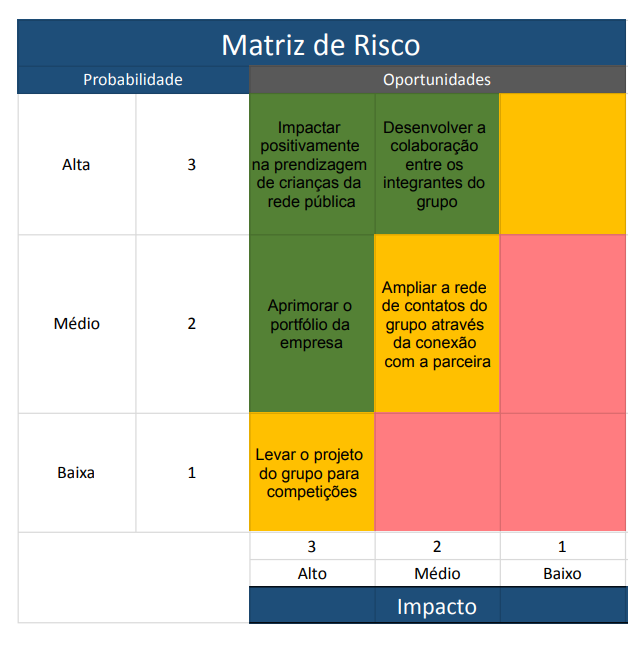 Matriz de Risco
Probabilidade
Oportunidades
Alta
3
Impactar
positivamente
na prendizagem
de crianças da
rede pública
Desenvolver a
colaboração
entre os
integrantes do
grupo
Médio
2
Aprimorar o
portfólio da
empresa
Ampliar a rede
de contatos do
grupo através
da conexão
com a parceira
Baixa
1
Levar o projeto
do grupo para
competições
3
2
1
Alto
Médio
Baixo
Impacto